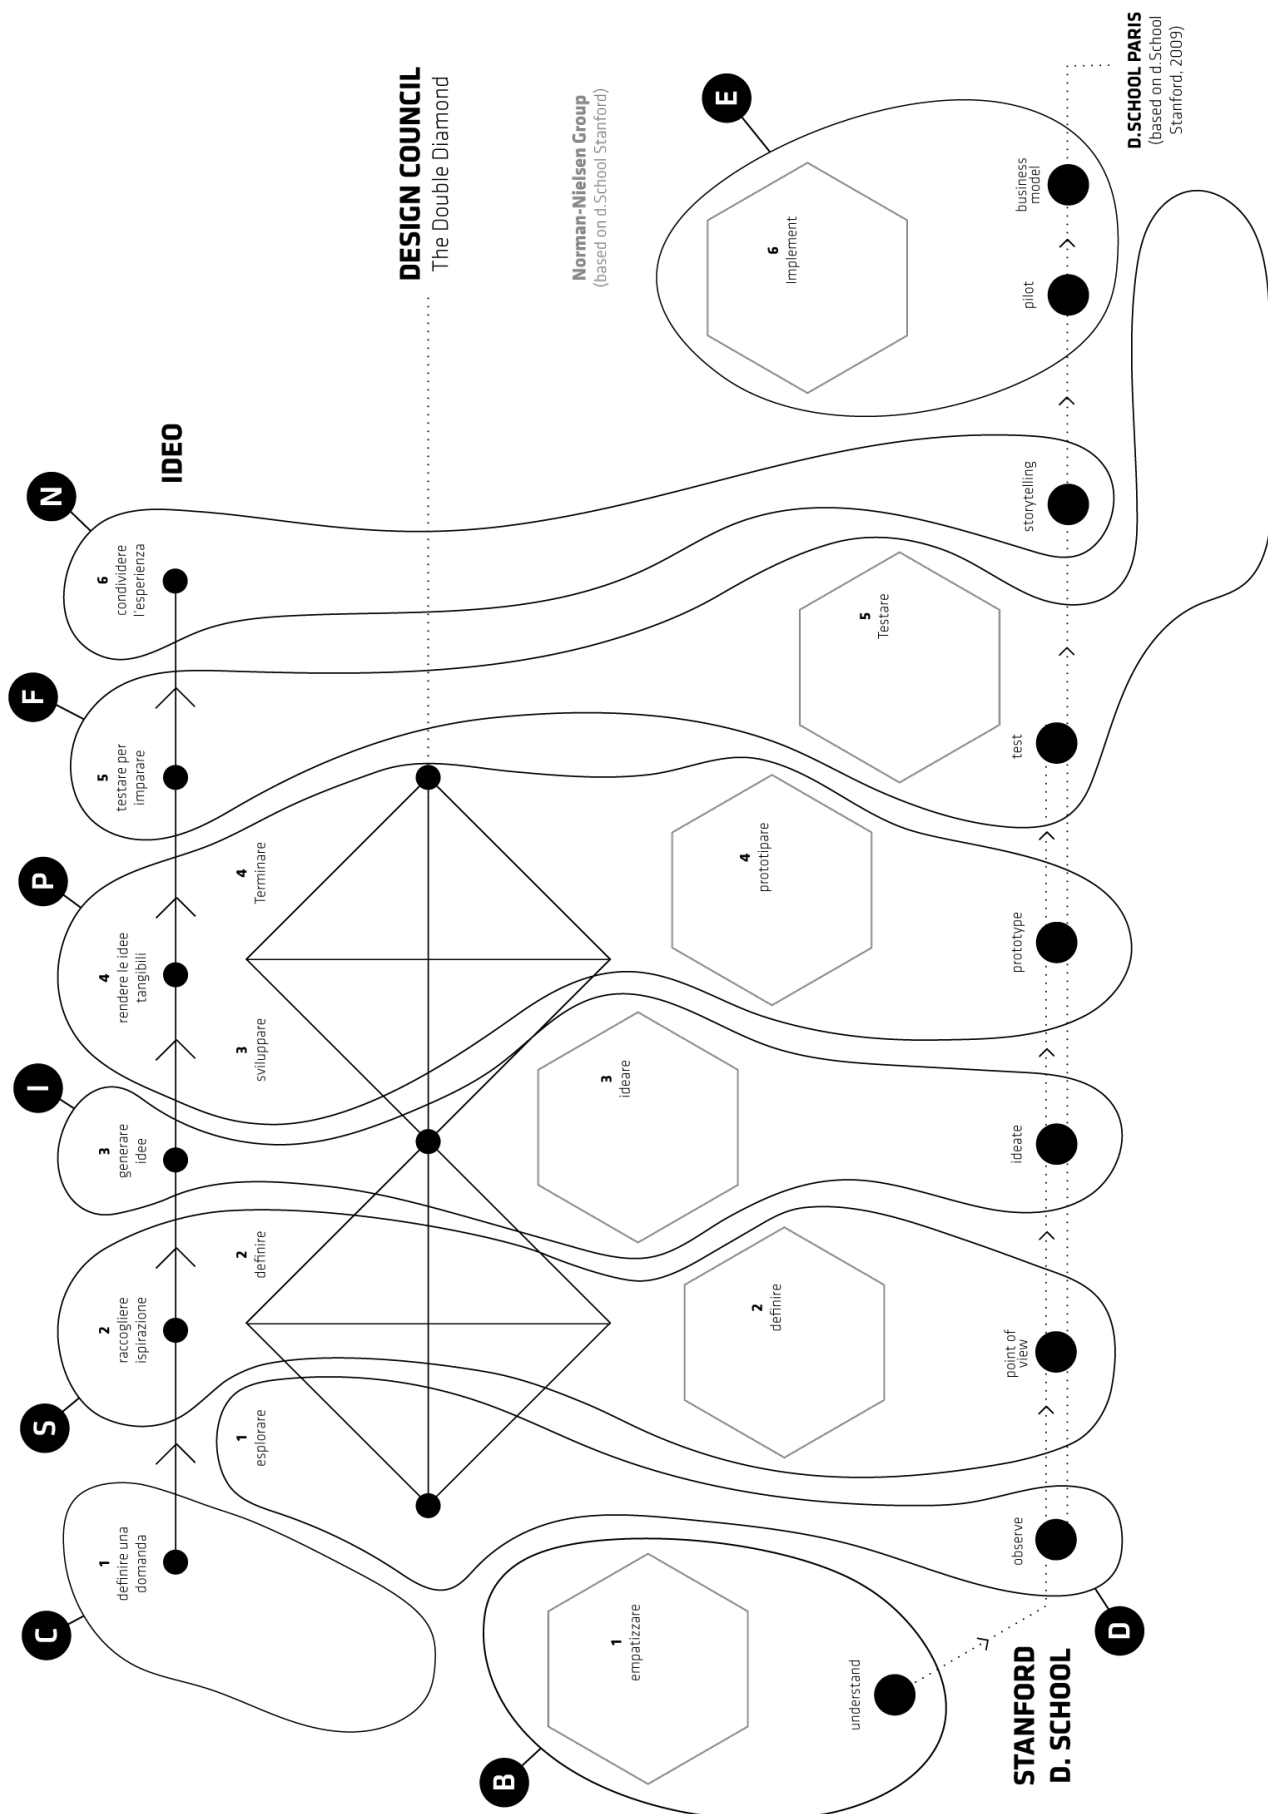 C
1
definire una
domanda
S
2
raccogliere
ispirazione
I
3
generare
idee
P
4
rendere le idee
tangibili
F
5
testare per
imparare
N
6
condividere
l'esperienza
IDEO
1
esplorare
2
definire
3
sviluppare
4
Terminare
DESIGN COUNCIL
The Double Diamond
B
1
empatizzare
2
definire
3
ideare
4
prototipare
5
Testare
6
Implement
E
Norman-Nielsen Group
(based on d.School Stanford)
STANFORD
D. SCHOOL
understand
D
observe
point of
view
ideate
prototype
test
storytelling
pilot
business
model
D.SCHOOL PARIS
(based on d.School
Stanford, 2009)